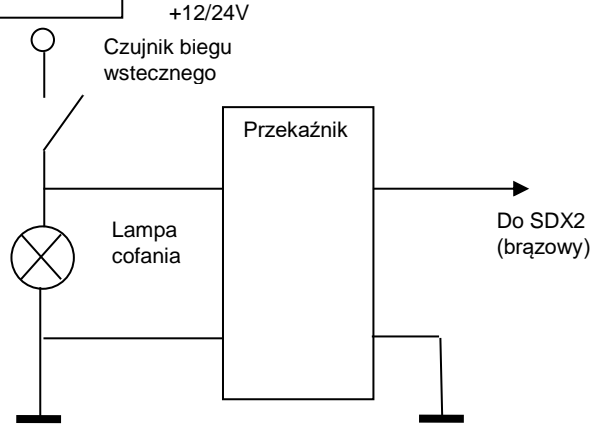 +12/24V
Czujnik biegu
wstecznego
Przekaźnik
Lampa
cofania
Do SDX2
(brązowy)